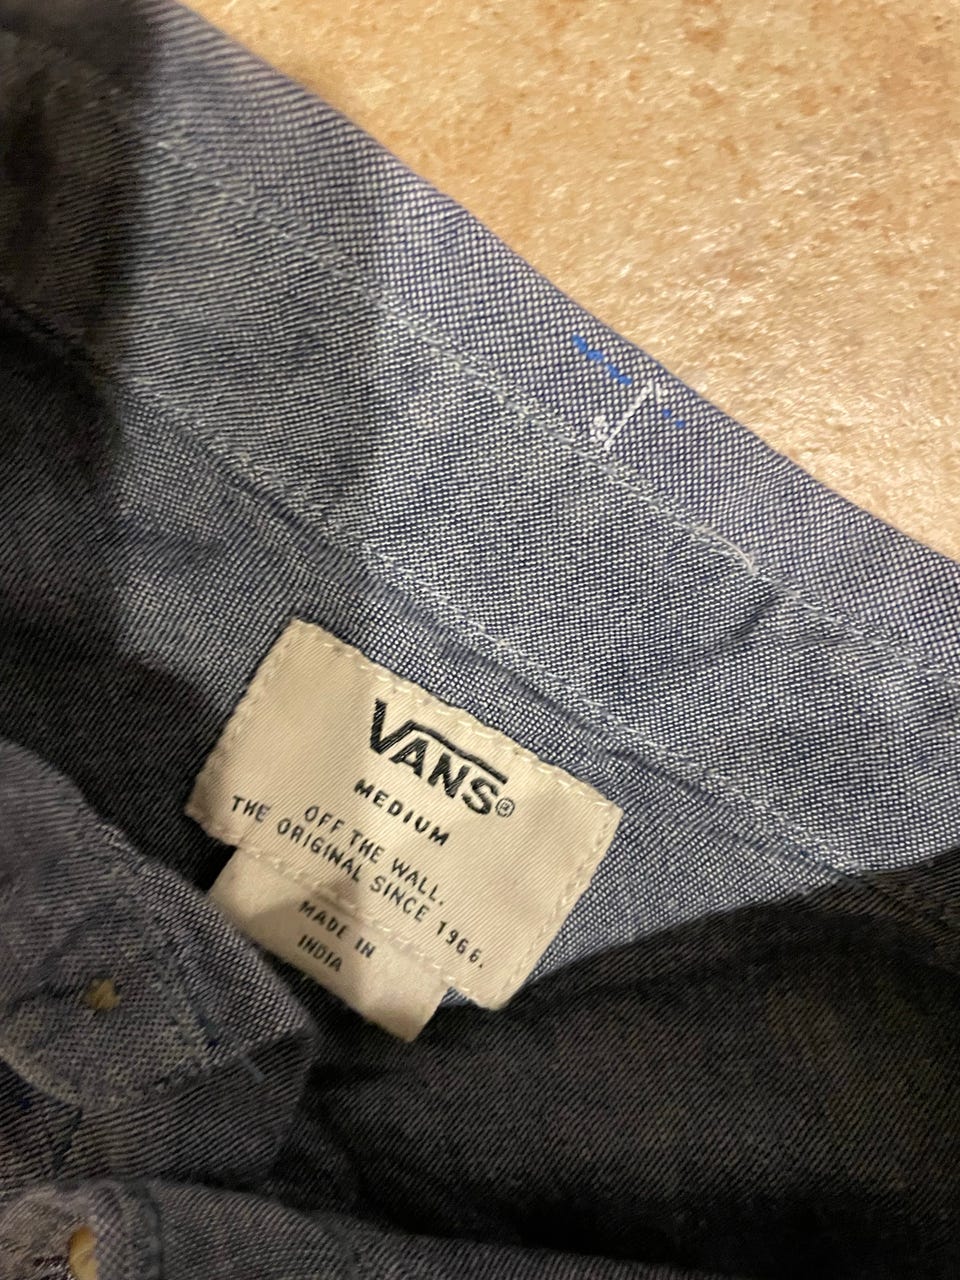 VANS®
MEDIUM
OFF THE WALL.
THE ORIGINAL SINCE 1966.
MADE IN
INDIA